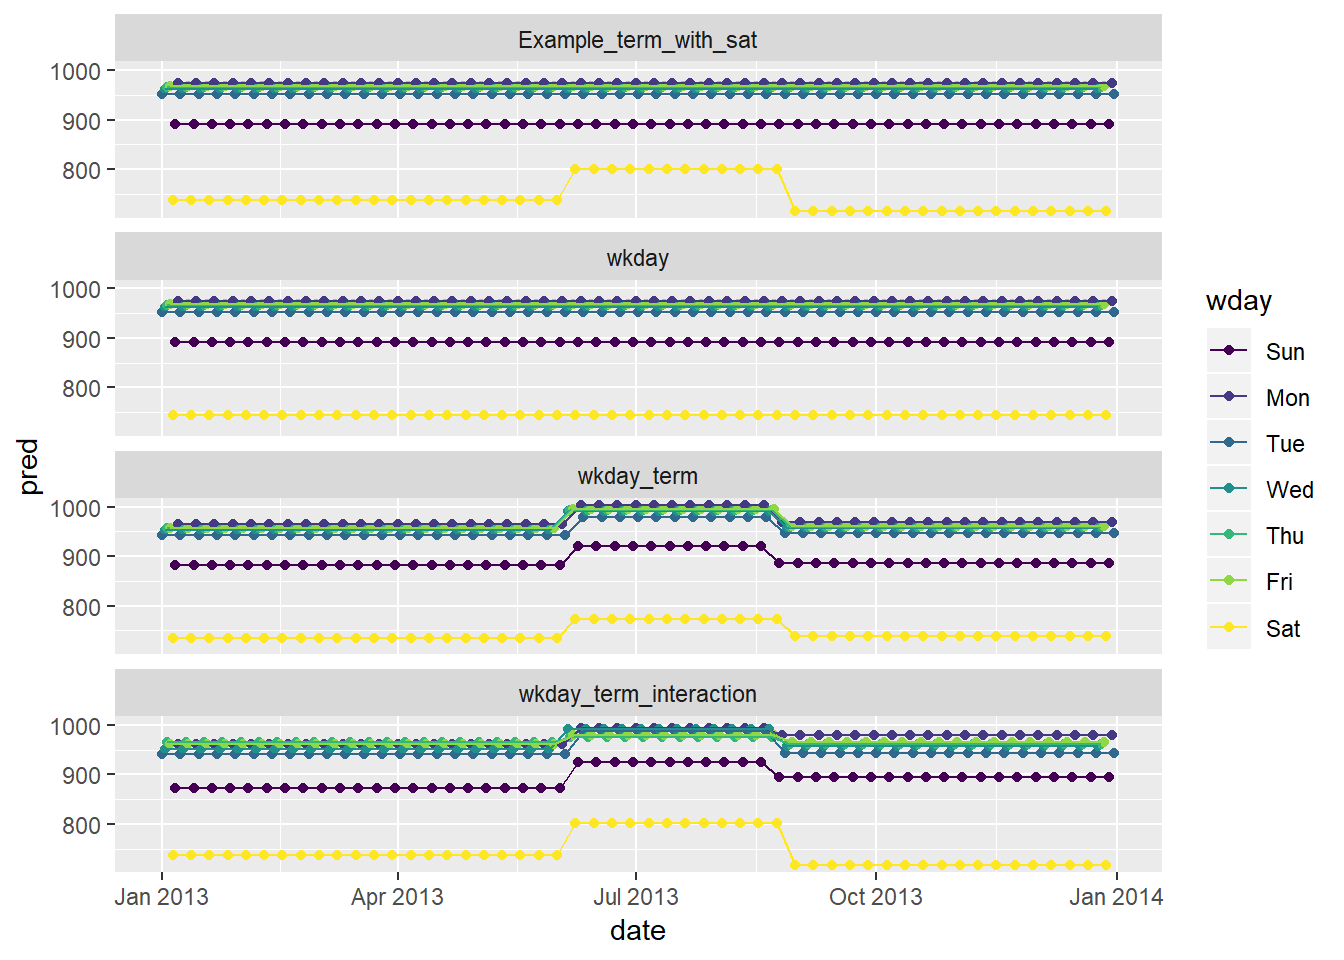 Example_term_with_sat
1000
900
800
wkday
1000
900
800
wkday_term
1000
900
800
wkday_term_interaction
1000
900
800
Jan 2013
Apr 2013
Jul 2013
Oct 2013
Jan 2014
date
pred
wday
Sun
Mon
Tue
Wed
Thu
Fri
Sat